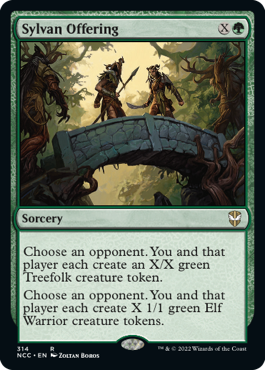 Sylvan Offering X
Sorcery
Choose an opponent. You and that
player each create an X/X green
Treefolk creature token.
Choose an opponent. You and that
player each create X 1/1 green Elf
Warrior creature tokens.
314 R
NCC • EN Zoltan Boros
™ & © 2022 Wizards of the Coast